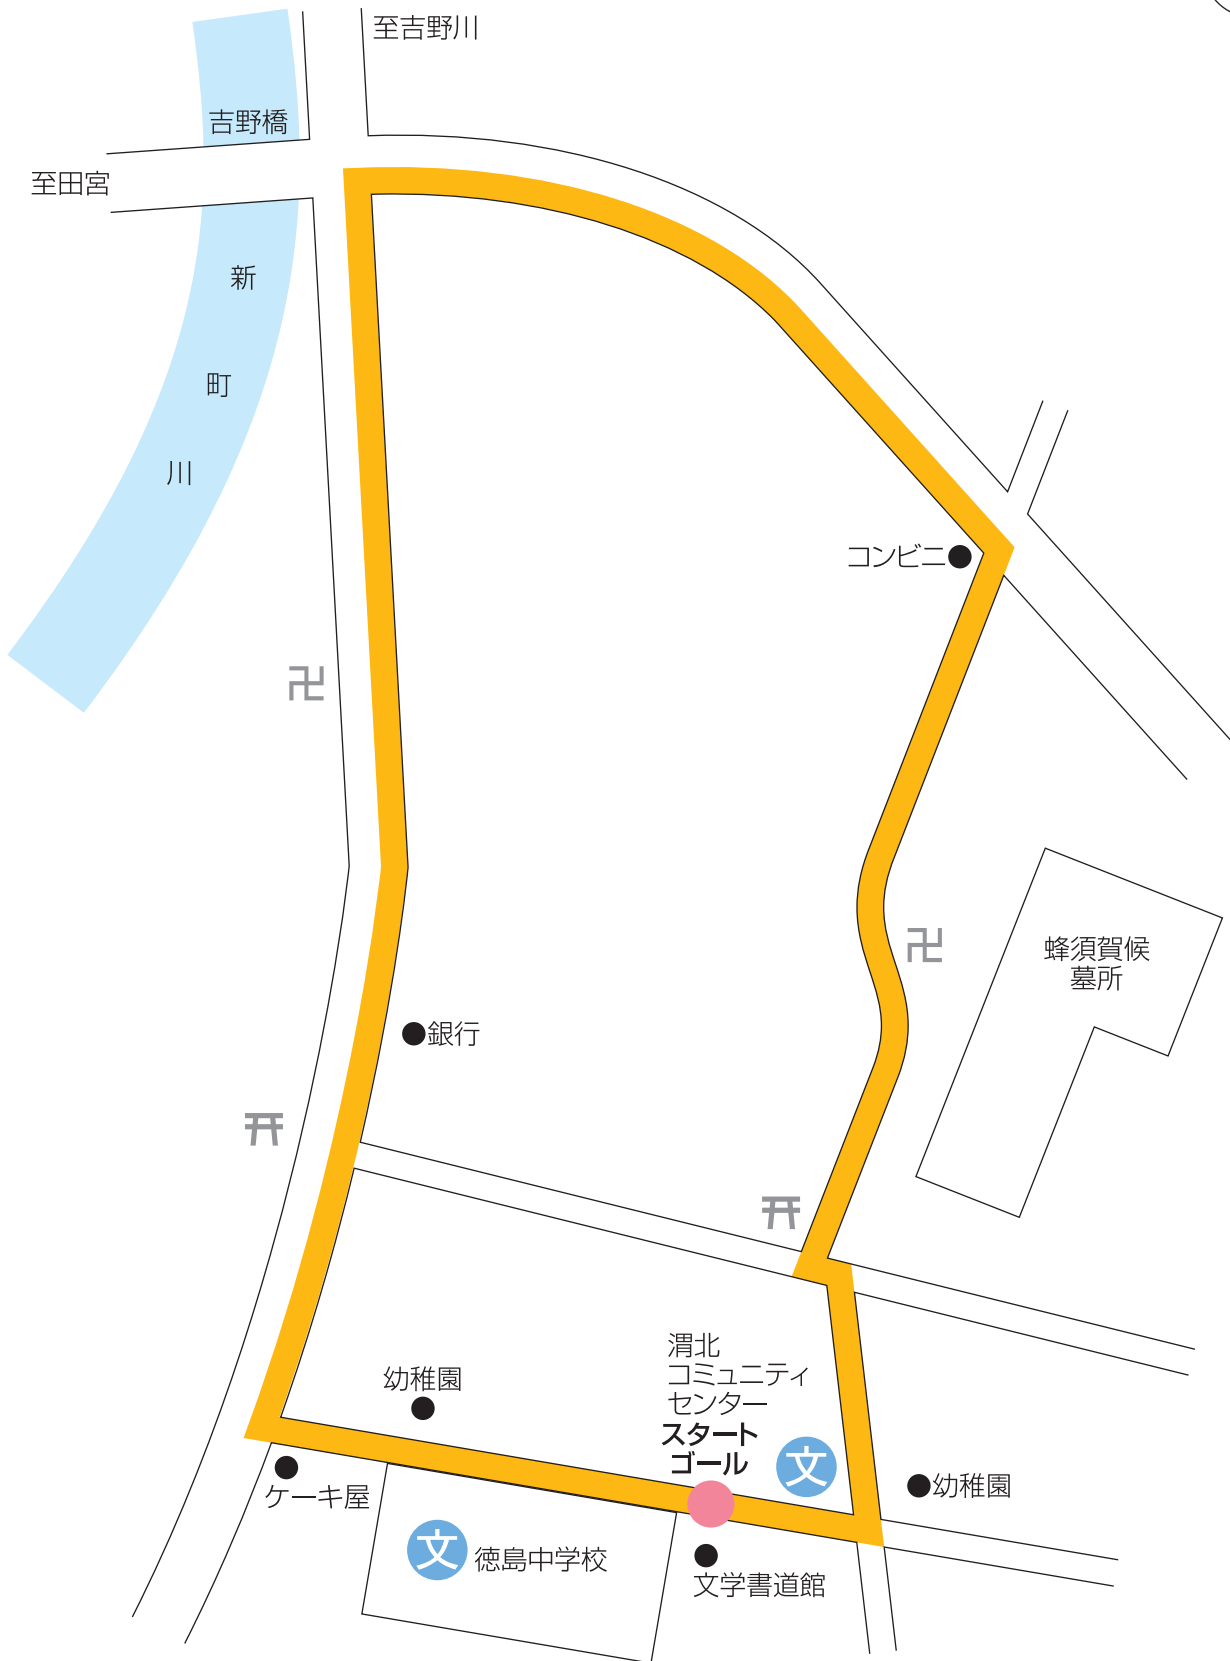 至吉野川
吉野橋
至田宮
新
町
川
コンビニ
蜂須賀候
墓所
銀行
渭北
コミュニティ
センター
スタート
ゴール
幼稚園
文
幼稚園
ケーキ屋
文
徳島中学校
文学書道館